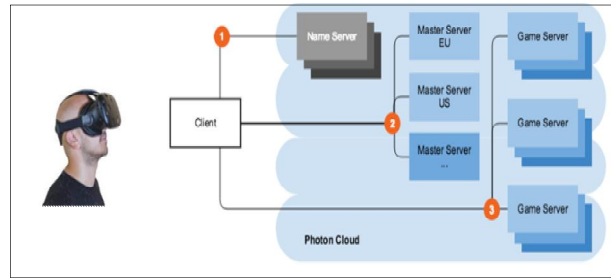 1
Name Server
Master Server
EU
Game Server
Client
2
Master Server
US
Game Server
Master Server
...
3
Game Server
Photon Cloud